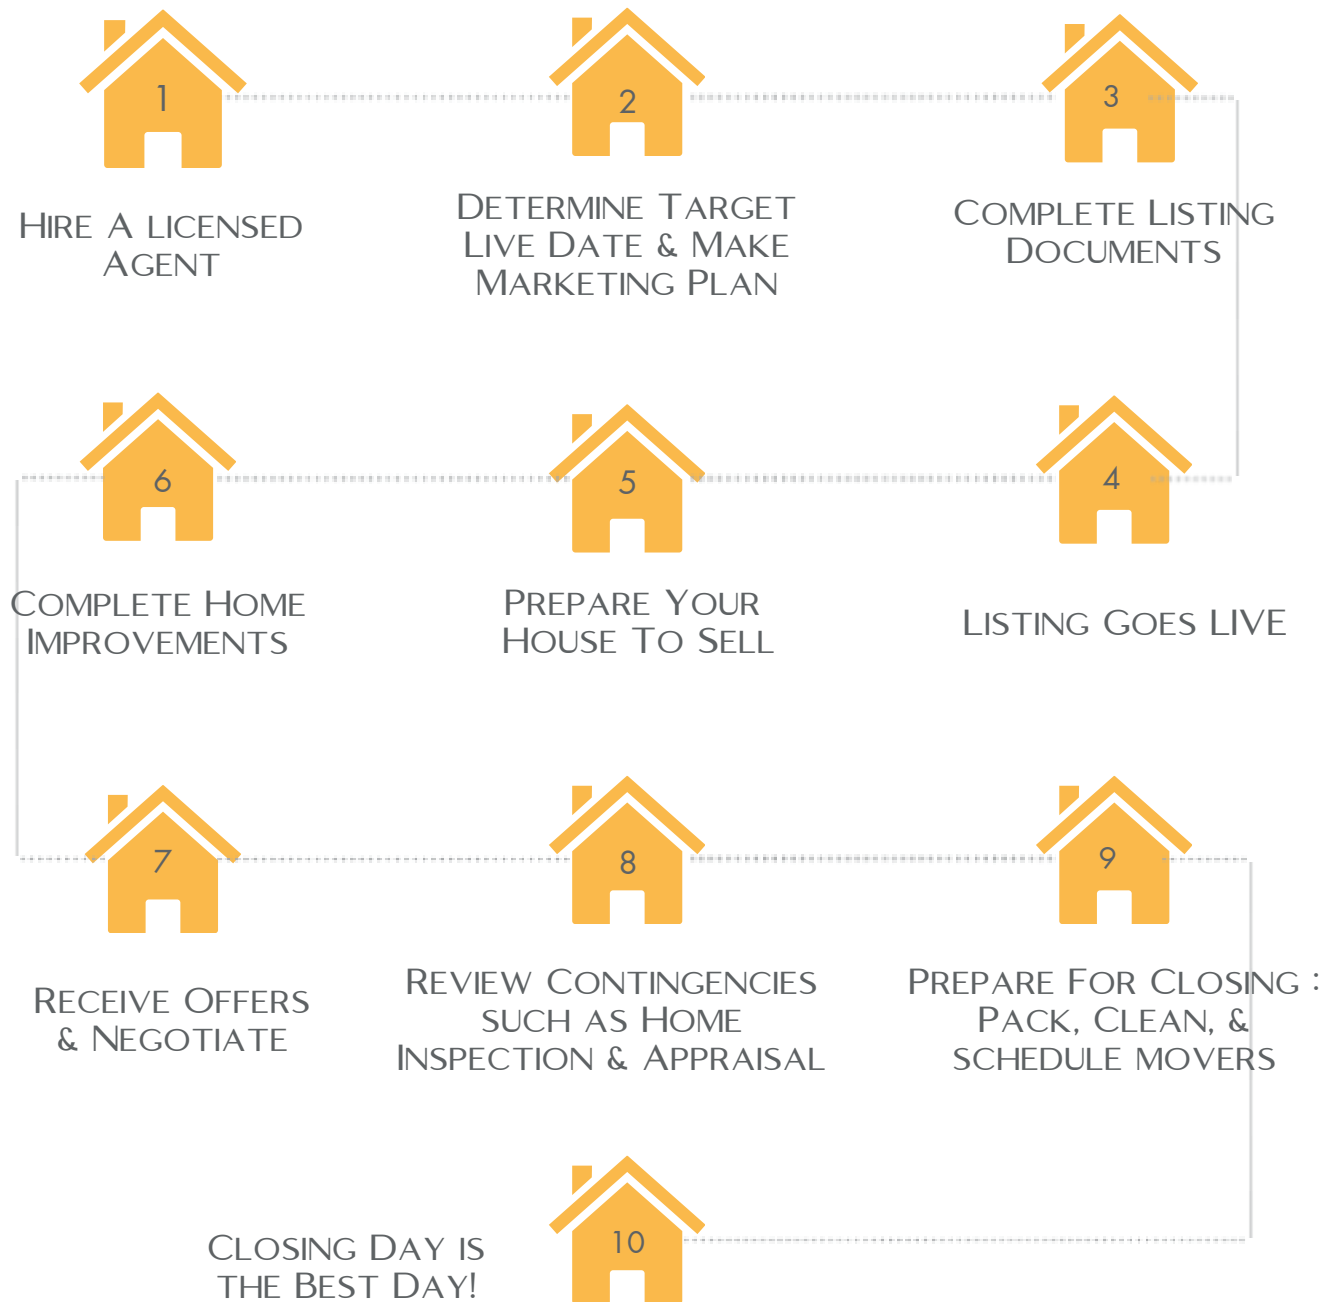 1
HIRE A LICENSED
AGENT
2
DETERMINE TARGET
LIVE DATE & MAKE
MARKETING PLAN
3
COMPLETE LISTING
DOCUMENTS
4
LISTING GOES LIVE
5
PREPARE YOUR
HOUSE TO SELL
6
COMPLETE HOME
IMPROVEMENTS
7
RECEIVE OFFERS
& NEGOTIATE
8
REVIEW CONTINGENCIES
SUCH AS HOME
INSPECTION & APPRAISAL
9
PREPARE FOR CLOSING :
PACK, CLEAN, &
SCHEDULE MOVERS
10
CLOSING DAY IS
THE BEST DAY!